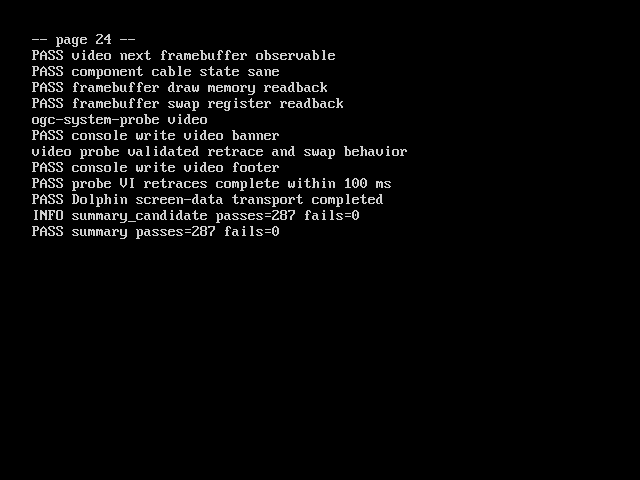 -- page 24 --
PASS video next framebuffer observable
PASS component cable state sane
PASS framebuffer draw memory readback
PASS framebuffer swap register readback
ogc-system-probe video
PASS console write video banner
video probe validated retrace and swap behavior
PASS console write video footer
PASS probe VI retraces complete within 100 ms
PASS Dolphin screen-data transport completed
INFO summary_candidate passes=287 fails=0
PASS summary passes=287 fails=0